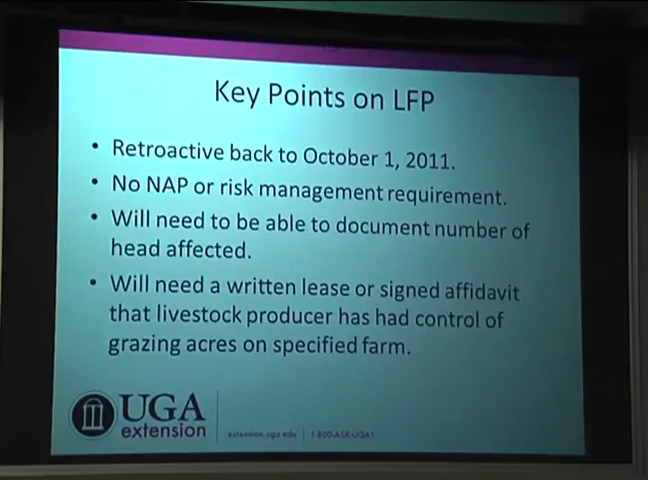 Key Points on LFP
• Retroactive back to October 1, 2011.
• No NAP or risk management requirement.
• Will need to be able to document number of
head affected.
• Will need a written lease or signed affidavit
that livestock producer has had control of
grazing acres on specified farm.
UGA
extension
extension.uga.edu | 1-800-ASK-UGA1